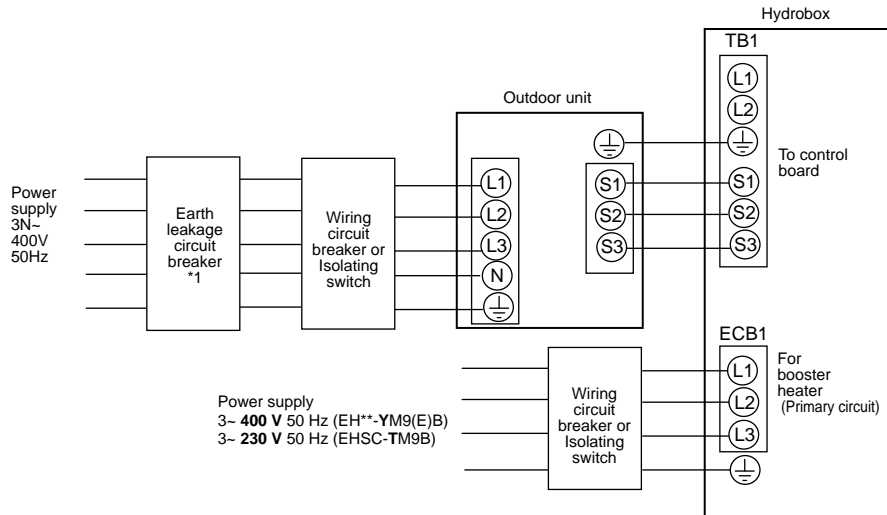 Hydrobox
TB1
L1
L2
Outdoor unit
To control
board
S1
S2
S3
L1
L2
L3
N
S1
S2
S3
Power
supply
3N~
400V
50Hz
Earth
leakage
circuit
breaker
*1
Wiring
circuit
breaker or
Isolating
switch
ECB1
L1
L2
L3
For
booster
heater
(Primary circuit)
Wiring
circuit
breaker or
Isolating
switch
Power supply
3~ 400 V 50 Hz (EH**-YM9(E)B)
3~ 230 V 50 Hz (EHSC-TM9B)